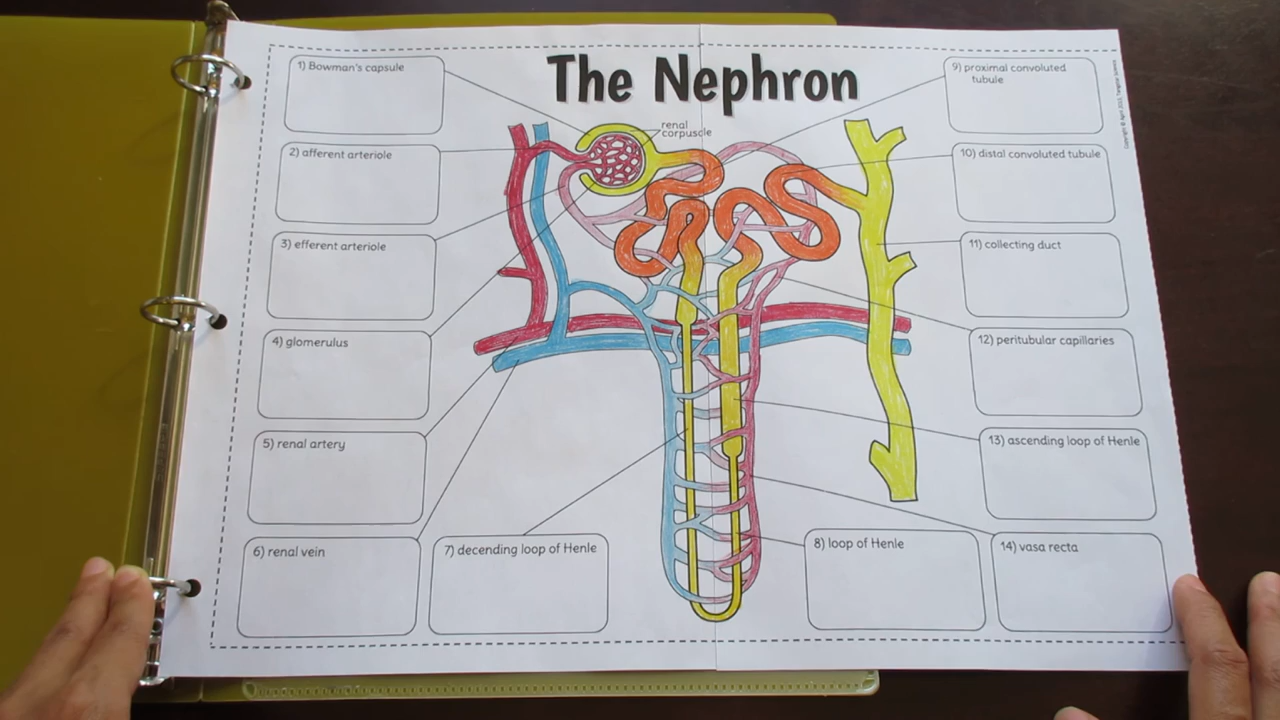 The Nephron
1) Bowman's capsule
2) afferent arteriole
3) efferent arteriole
4) glomerulus
5) renal artery
6) renal vein
7) decending loop of Henle
renal
corpuscle
8) loop of Henle
9) proximal convoluted
tubule
10) distal convoluted tubule
11) collecting duct
12) peritubular capillaries
13) ascending loop of Henle
14) vasa recta